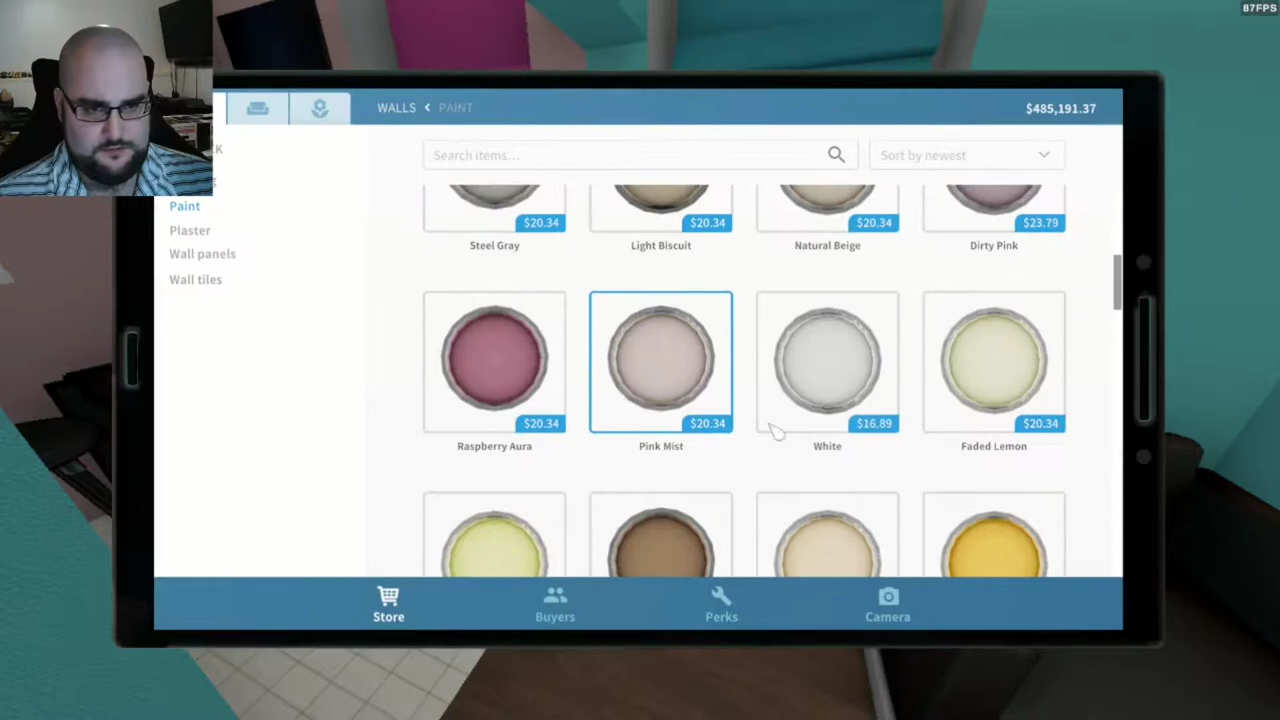 87FPS
WALLS < PAINT
$485,191.37
Search items...
Sort by newest
Paint
Plaster
Wall panels
Wall tiles
$20.34
$20.34
$20.34
$23.79
Steel Gray
Light Biscuit
Natural Beige
Dirty Pink
$20.34
$20.34
$16.89
$20.34
Raspberry Aura
Pink Mist
White
Faded Lemon
Store
Buyers
Perks
Camera